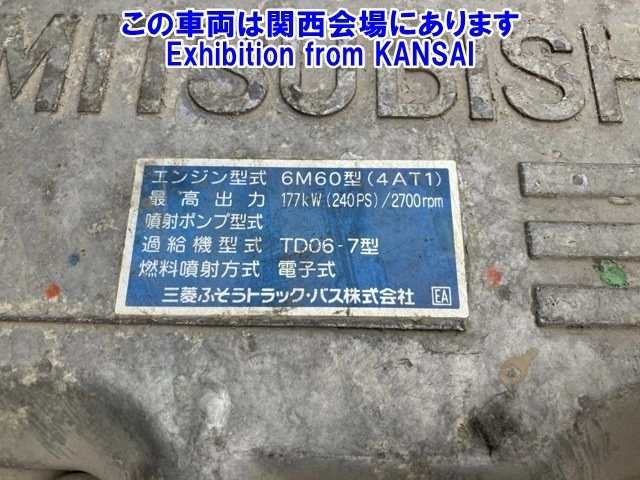 この車両は関西会場にあります
Exhibition from KANSAI
MITSUBISH
エンジン型式 6M60型(4AT1)
最高出力 177kW(240PS)/2700rpm
噴射ポンプ型式
過給機型式 TD06-7型
燃料噴射方式 電子式
三菱ふそうトラック・バス株式会社 EA